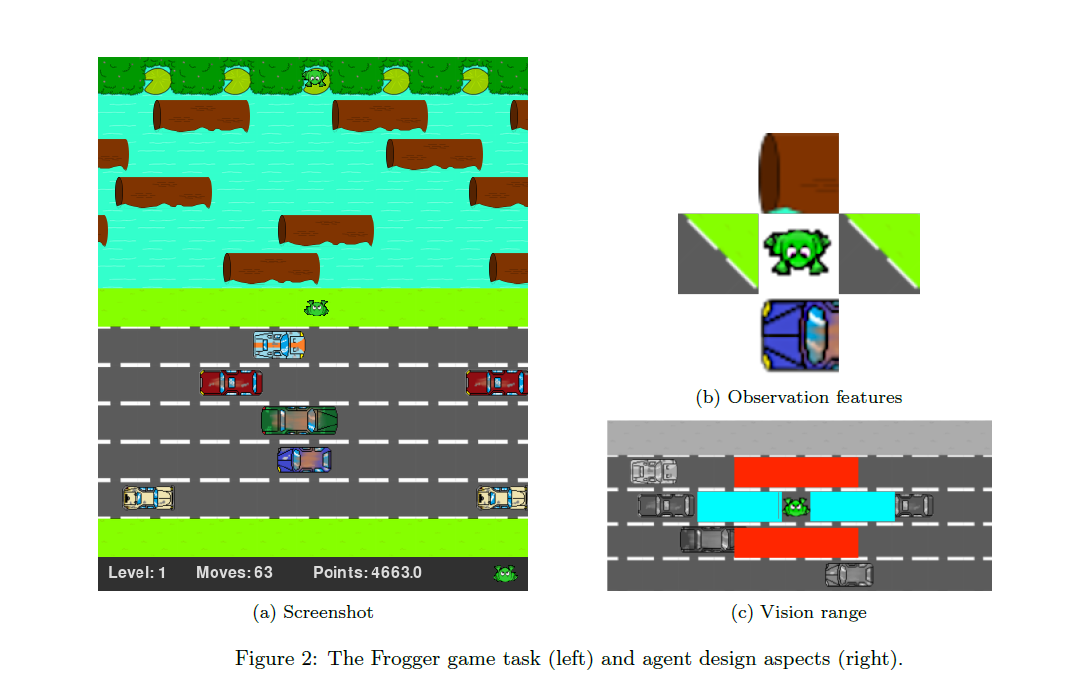 Level: 1 Moves: 63 Points: 4663.0
(a) Screenshot
(b) Observation features
(c) Vision range
Figure 2: The Frogger game task (left) and agent design aspects (right).